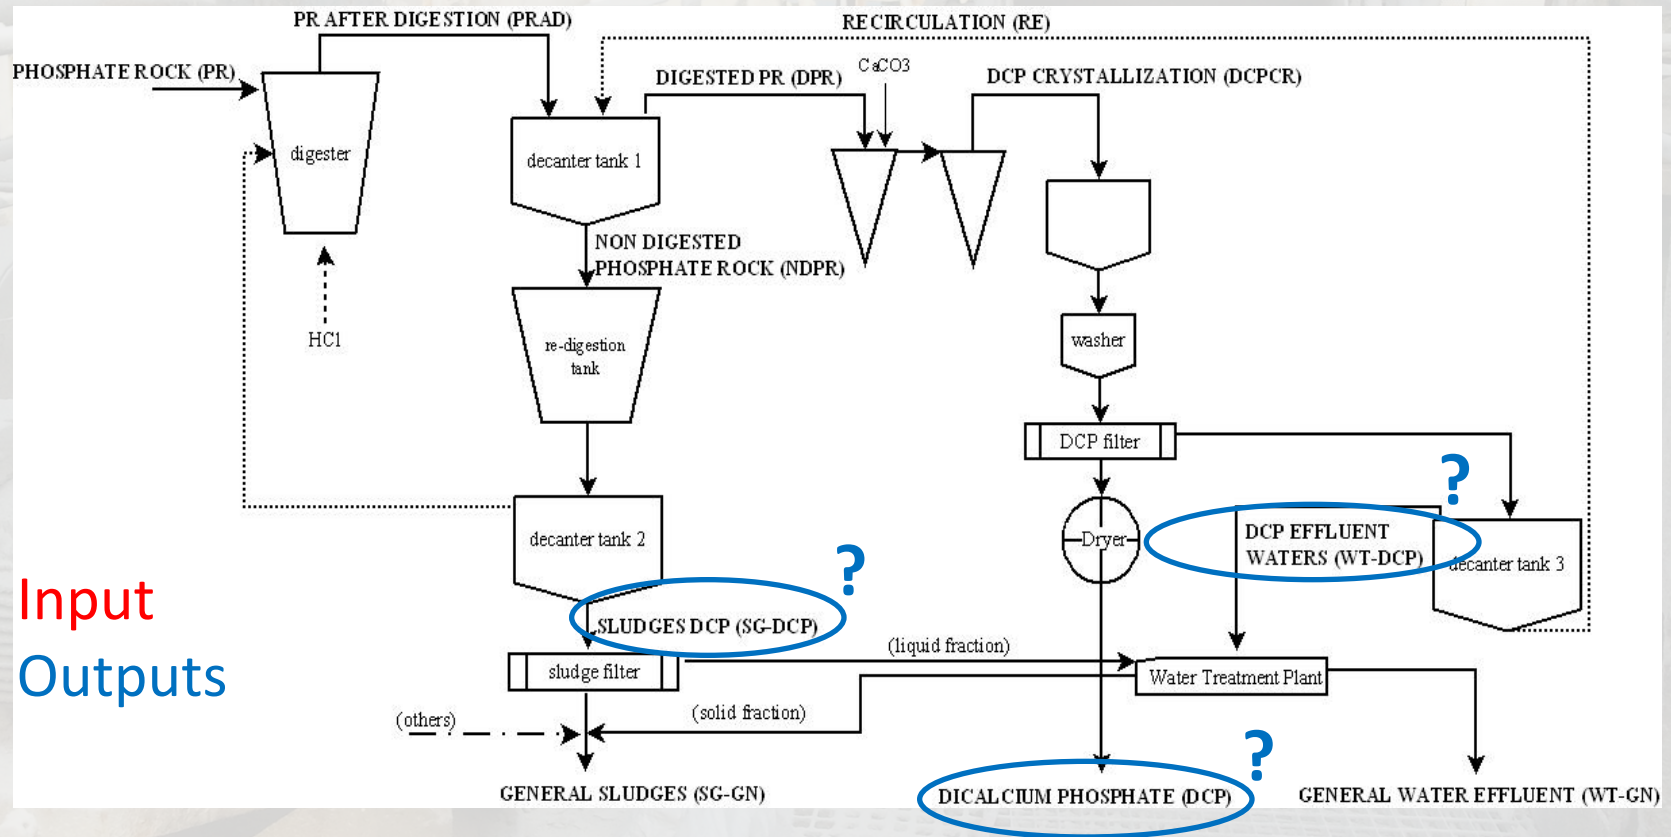 PR AFTER DIGESTION (PRAD)
RECIRCULATION (RE)
PHOSPHATE ROCK (PR)
DIGESTED PR (DPR)
CaCO3
DCP CRYSTALLIZATION (DCPCR)
digester
decanter tank 1
NON DIGESTED
PHOSPHATE ROCK (NDPR)
HCl
re-digestion
tank
washer
DCP filter
?
decanter tank 2
Dryer
DCP EFFLUENT
WATERS (WT-DCP)
decanter tank 3
?
Input
Outputs
SLUDGES DCP (SG-DCP)
(liquid fraction)
sludge filter
Water Treatment Plant
(others)
(solid fraction)
?
GENERAL SLUDGES (SG-GN)
DICALCIUM PHOSPHATE (DCP)
GENERAL WATER EFFLUENT (WT-GN)